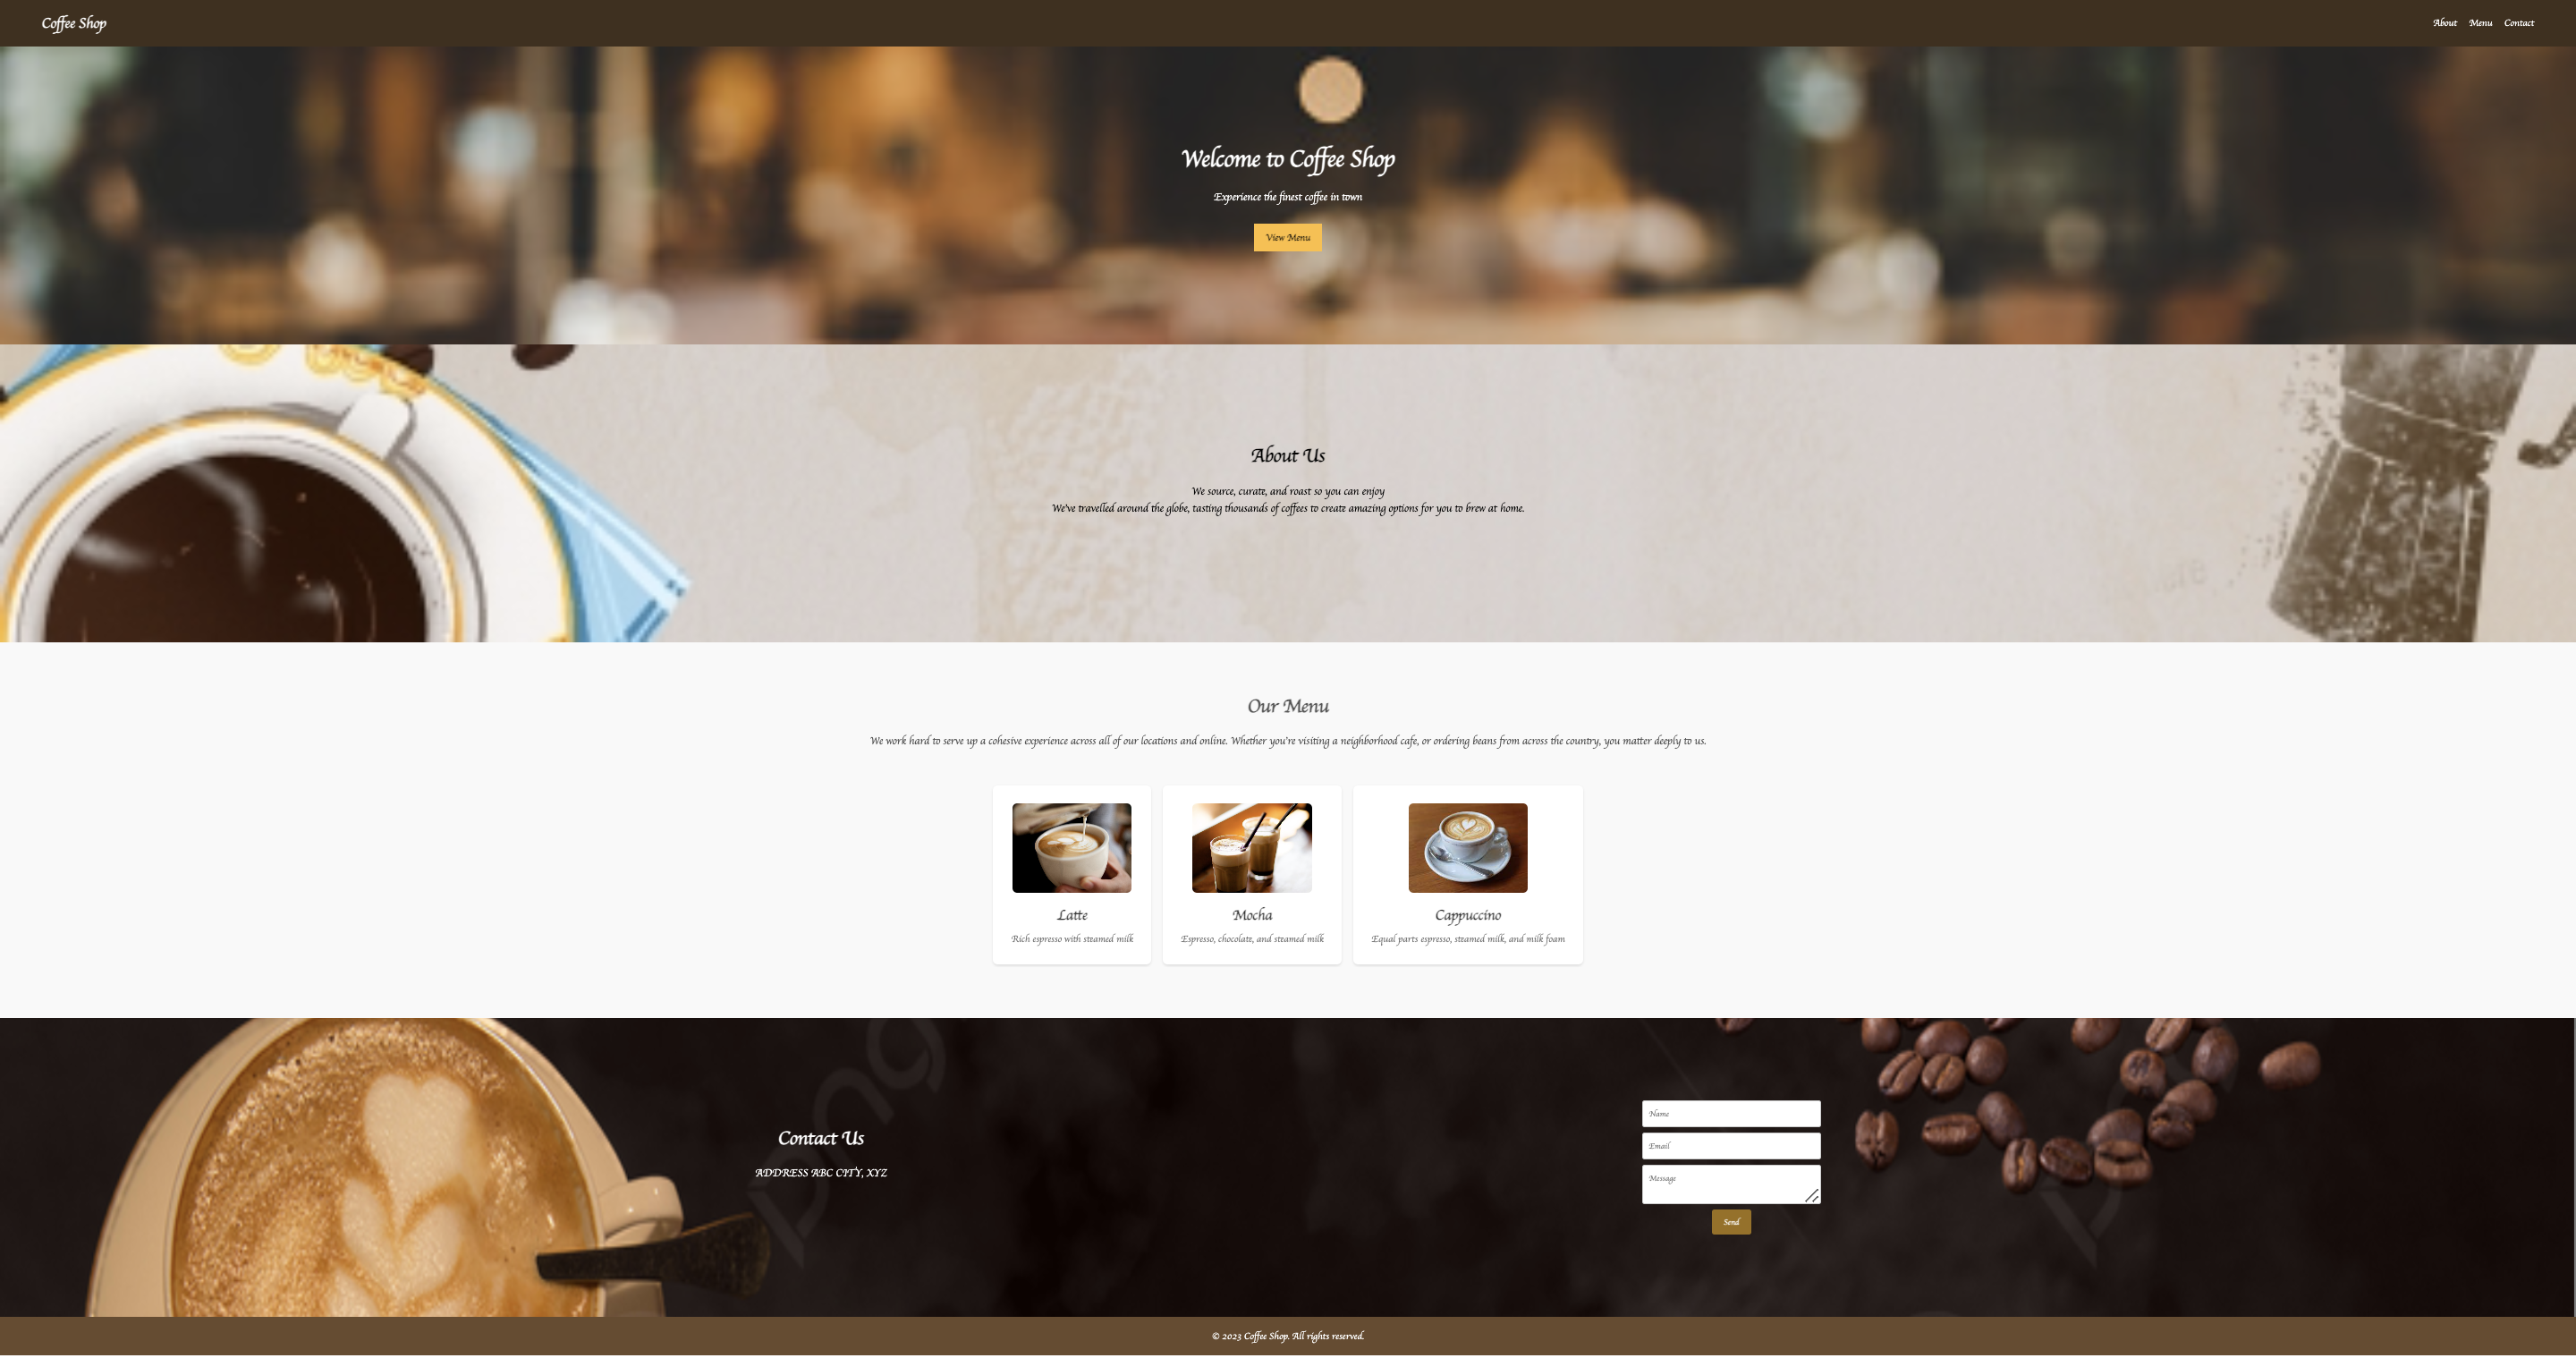 Coffee Shop
About Menu Contact
Welcome to Coffee Shop
Experience the finest coffee in town
View Menu
About Us
We source, curate, and roast so you can enjoy
We've travelled around the globe, tasting thousands of coffees to create amazing options for you to brew at home.
Our Menu
We work hard to serve up a cohesive experience across all of our locations and online. Whether you're visiting a neighborhood cafe, or ordering beans from across the country, you matter deeply to us.
Latte
Rich espresso with steamed milk
Mocha
Espresso, chocolate, and steamed milk
Cappuccino
Equal parts espresso, steamed milk, and milk foam
Contact Us
ADDRESS ABC CITY, XYZ
Name
Email
Message
Send
© 2023 Coffee Shop. All rights reserved.